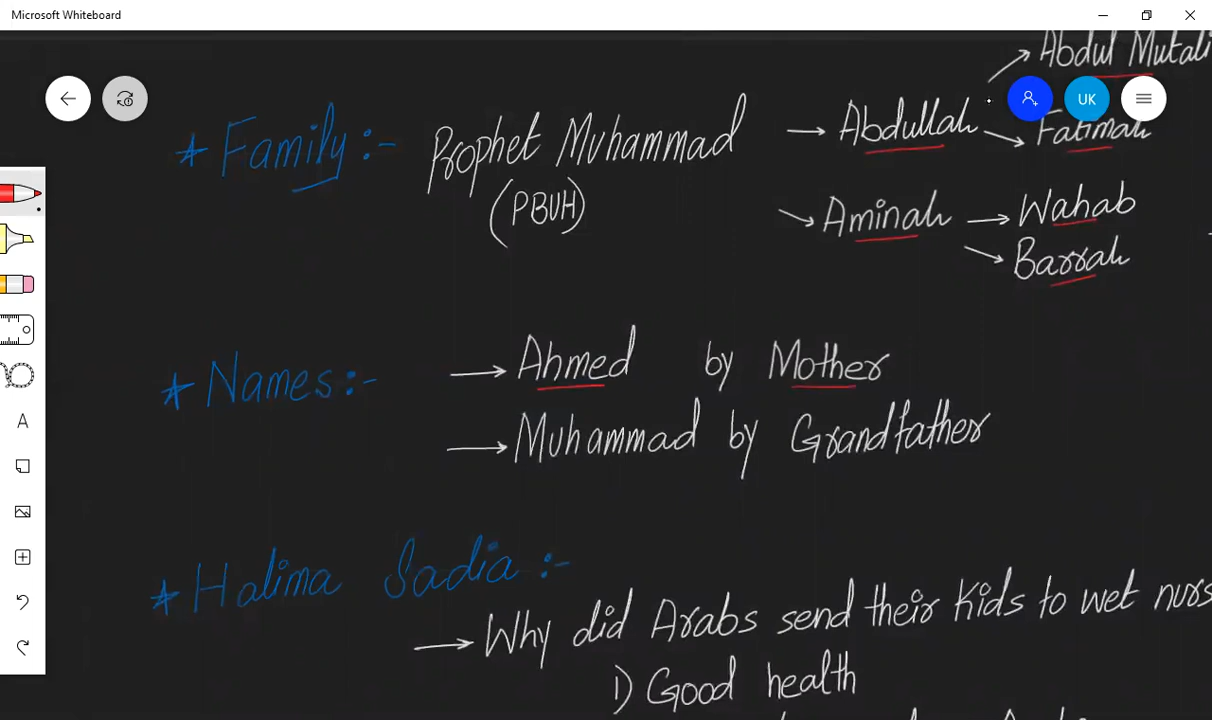 Microsoft Whiteboard
Abdul Mutali
* Family :- Prophet Muhammad → Abdullah → Fatimah
(PBUH) → Aminah → Wahab
→ Barrah
UK
* Names :- → Ahmed by Mother
→ Muhammad by Grandfather
A
* Halima Sadia :-
→ Why did Arabs send their kids to wet nurs
1) Good health